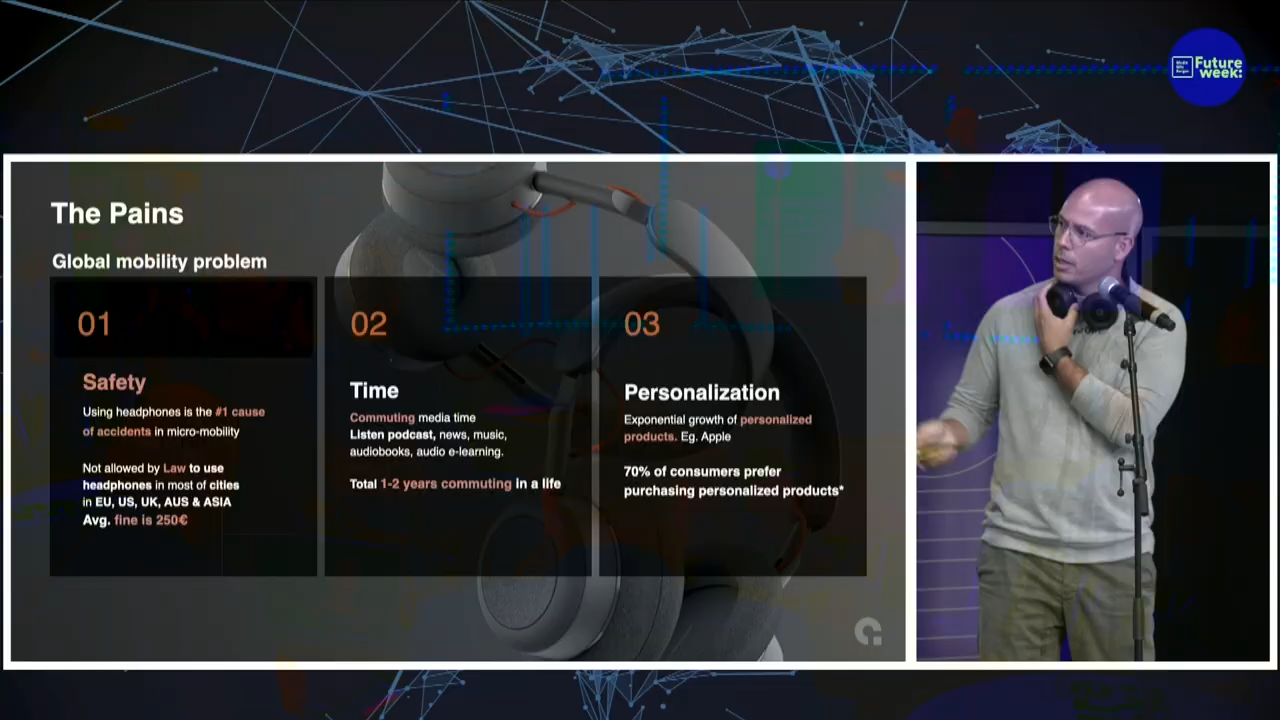 Future
week:
The Pains
Global mobility problem
01
Safety
Using headphones is the #1 cause
of accidents in micro-mobility
Not allowed by Law to use
headphones in most of cities
in EU, US, UK, AUS & ASIA
Avg. fine is 250€
02
Time
Commuting media time
Listen podcast, news, music,
audiobooks, audio e-learning.
Total 1-2 years commuting in a life
03
Personalization
Exponential growth of personalized
products. Eg. Apple
70% of consumers prefer
purchasing personalized products*